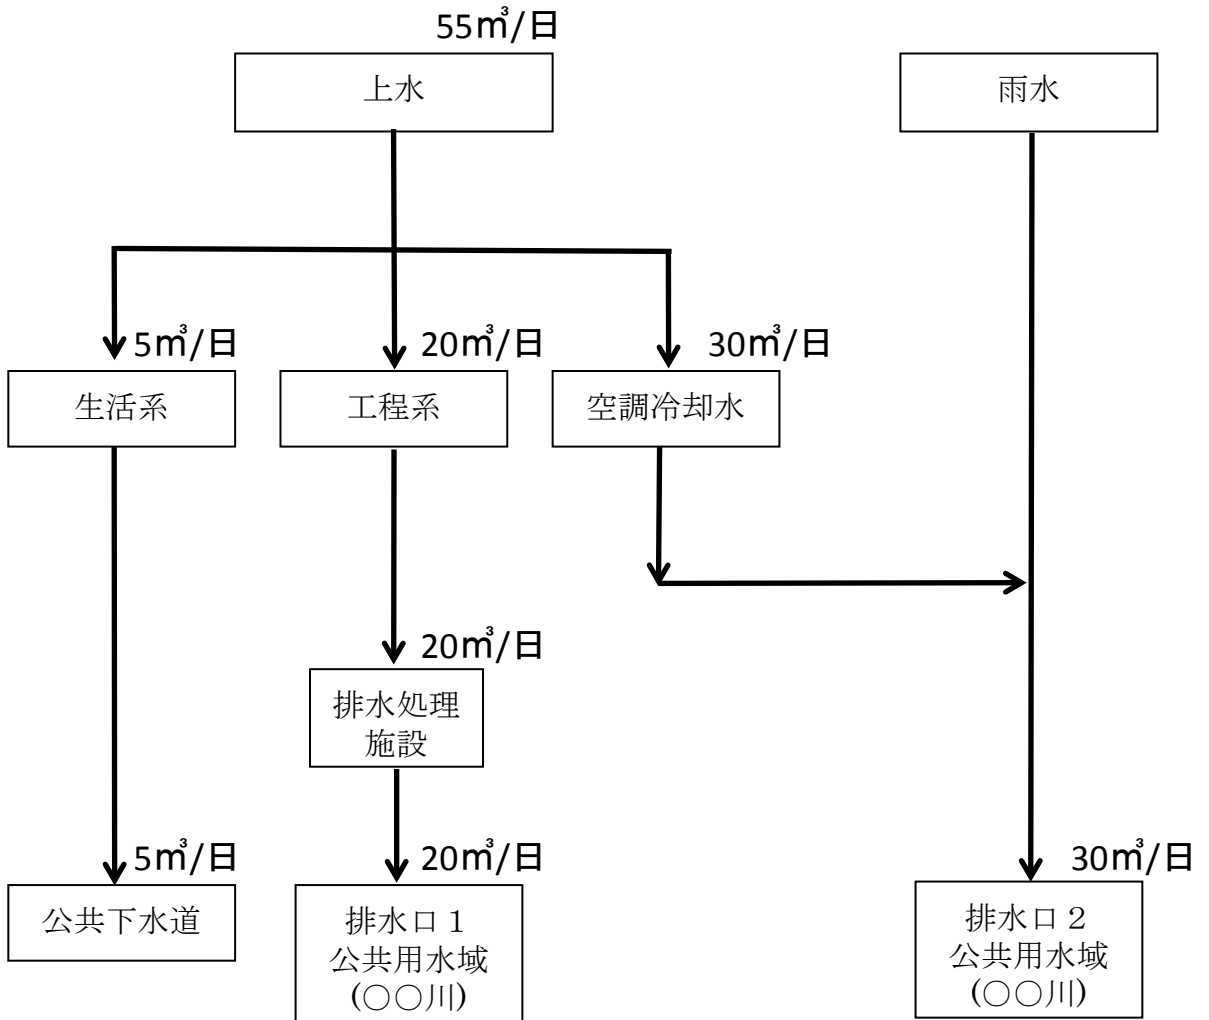 55㎥/日
上水
雨水
5㎥/日
20㎥/日
30㎥/日
生活系
工程系
空調冷却水
20㎥/日
排水処理
施設
5㎥/日
20㎥/日
30㎥/日
公共下水道
排水口１
公共用水域
(○○川)
排水口２
公共用水域
(○○川)